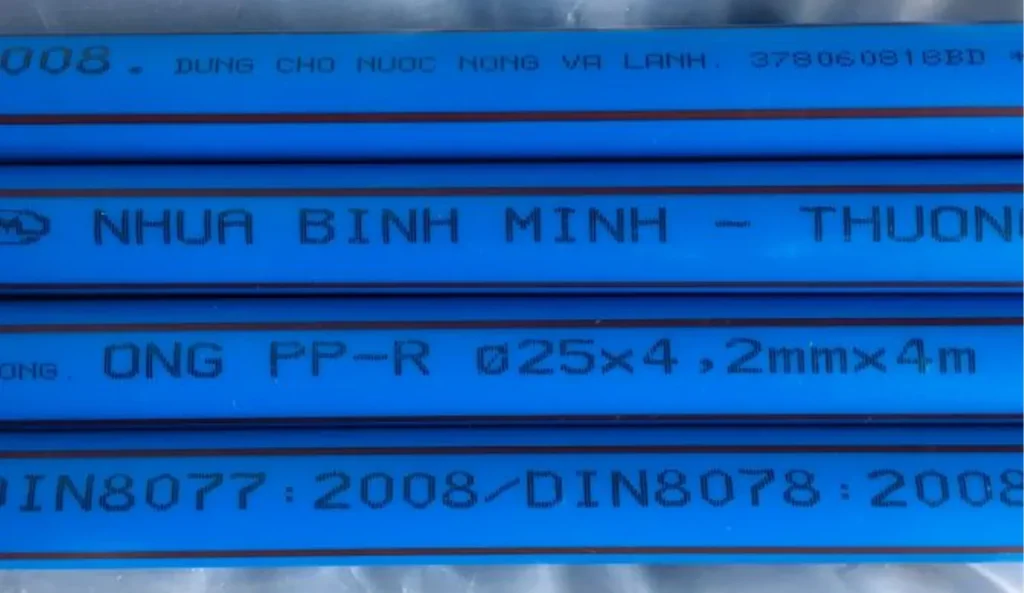 2008. DUNG CHO NUOC NONG VA LANH. 37806081BBD *
NHUA BINH MINH - THUONG
ONG. ONG PP-R Ø25x4,2mmx4m
DIN8077:2008/DIN8078:2008